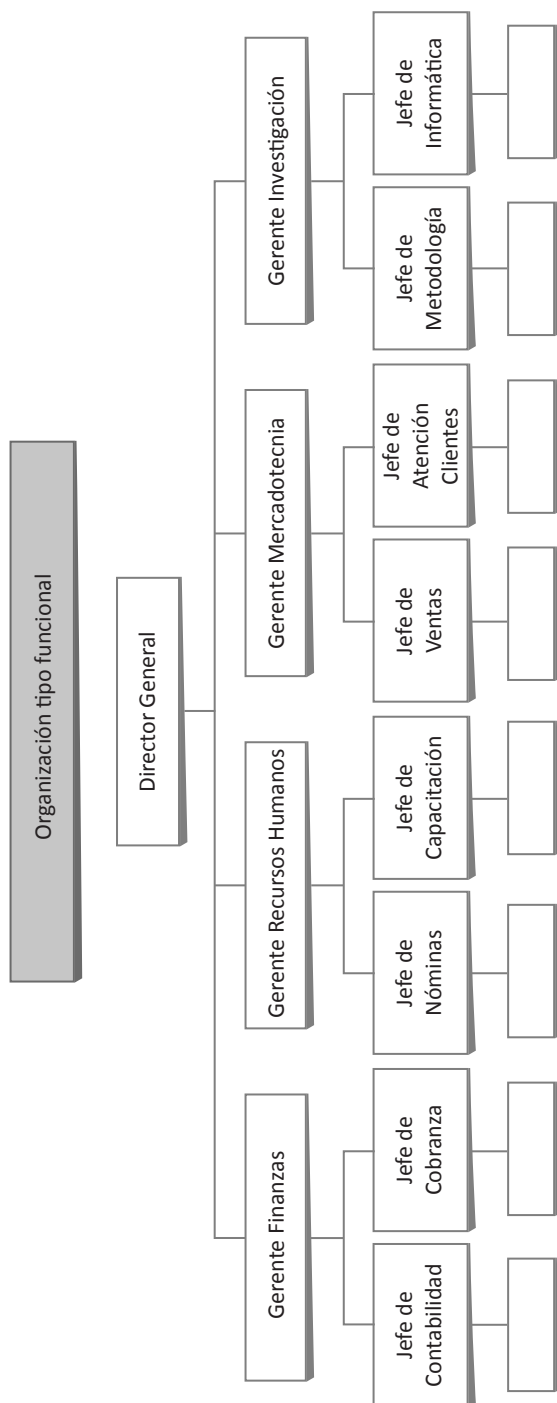 Organización tipo funcional
Director General
Gerente Finanzas
Gerente Recursos Humanos
Gerente Mercadotecnia
Gerente Investigación
Jefe de
Contabilidad
Jefe de
Cobranza
Jefe de
Nóminas
Jefe de
Capacitación
Jefe de
Ventas
Jefe de
Atención
Clientes
Jefe de
Metodología
Jefe de
Informática